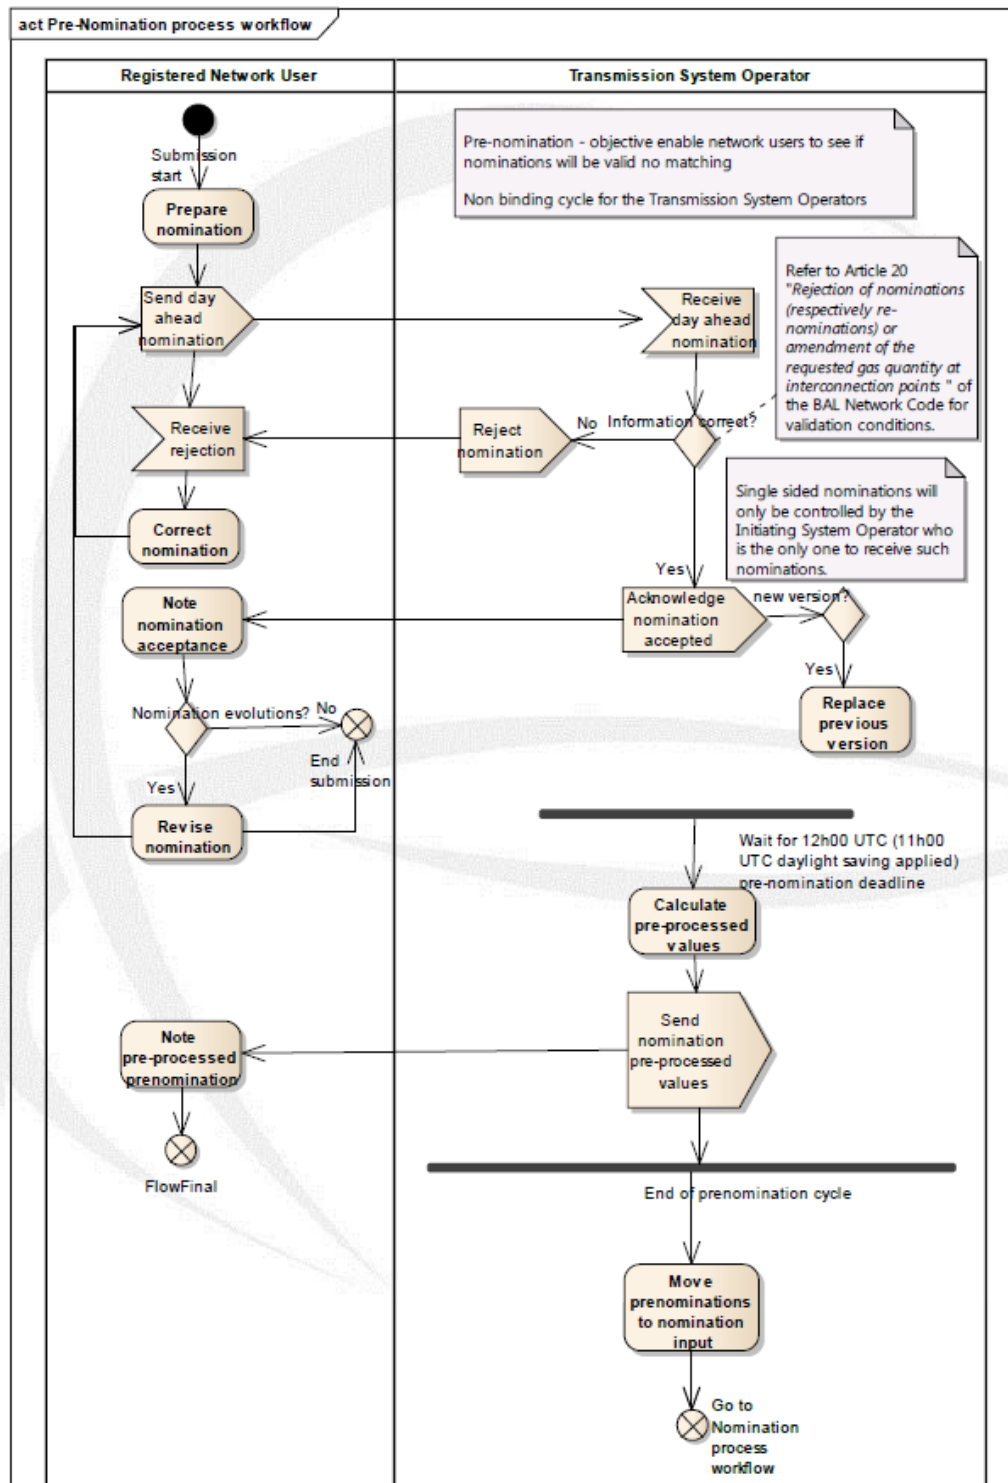 act Pre-Nomination process workflow
Registered Network User
Transmission System Operator
Submission
start
Pre-nomination - objective enable network users to see if
nominations will be valid no matching
Non binding cycle for the Transmission System Operators
Prepare
nomination
Refer to Article 20
"Rejection of nominations
(respectively re-
nominations) or
amendment of the
requested gas quantity at
interconnection points " of
the BAL Network Code for
validation conditions.
Send day
ahead
nomination
Receive
day ahead
nomination
Receive
rejection
Reject
nomination
No
Information correct?
Correct
nomination
Single sided nominations will
only be controlled by the
Initiating System Operator who
is the only one to receive such
nominations.
Yes
Note
nomination
acceptance
Acknowledge
nomination
accepted
new version?
Yes
Replace
previous
version
Nomination evolutions?
No
End
submission
Yes
Revise
nomination
Wait for 12h00 UTC (11h00
UTC daylight saving applied)
pre-nomination deadline
Calculate
pre-processed
values
Send
nomination
pre-processed
values
Note
pre-processed
prenomination
FlowFinal
End of prenomination cycle
Move
prenominations
to nomination
input
Go to
Nomination
process
workflow